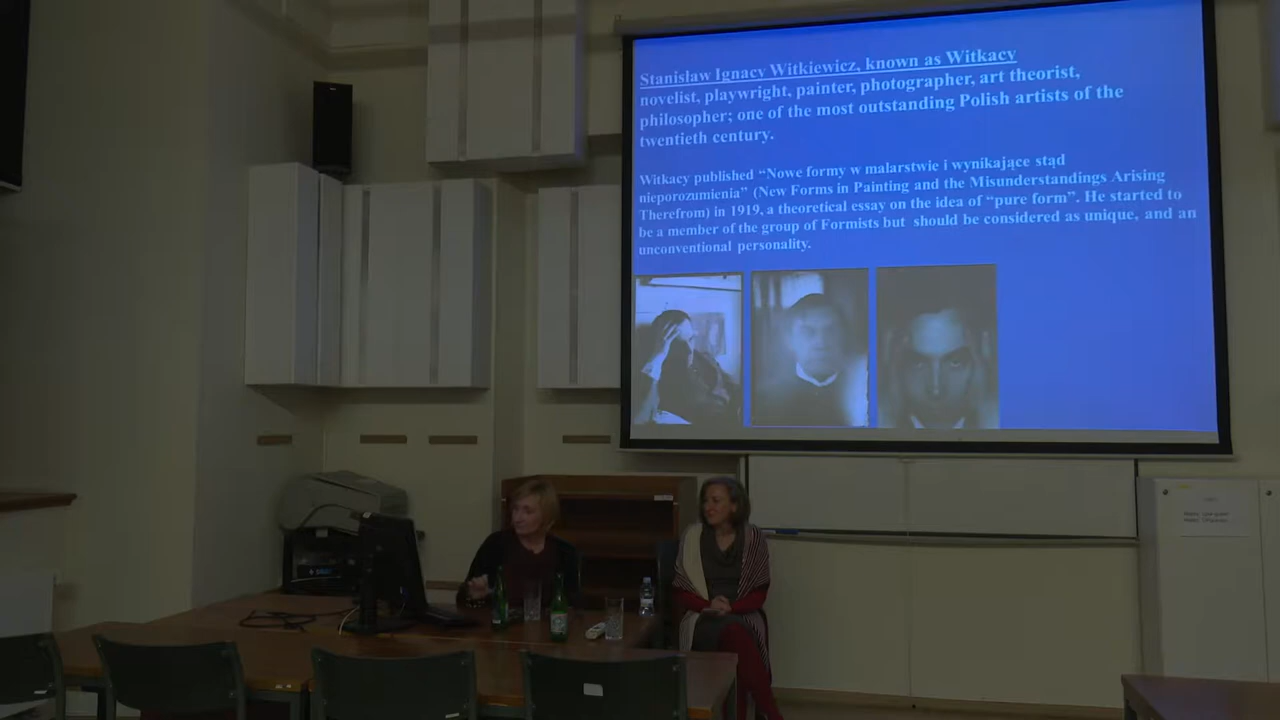 Stanisław Ignacy Witkiewicz, known as Witkacy
novelist, playwright, painter, photographer, art theorist,
philosopher; one of the most outstanding Polish artists of the
twentieth century.
Witkacy published “Nowe formy w malarstwie i wynikające stąd
nieporozumienia” (New Forms in Painting and the Misunderstandings Arising
Therefrom) in 1919, a theoretical essay on the idea of “pure form”. He started to
be a member of the group of Formists but should be considered as unique, and an
unconventional personality.